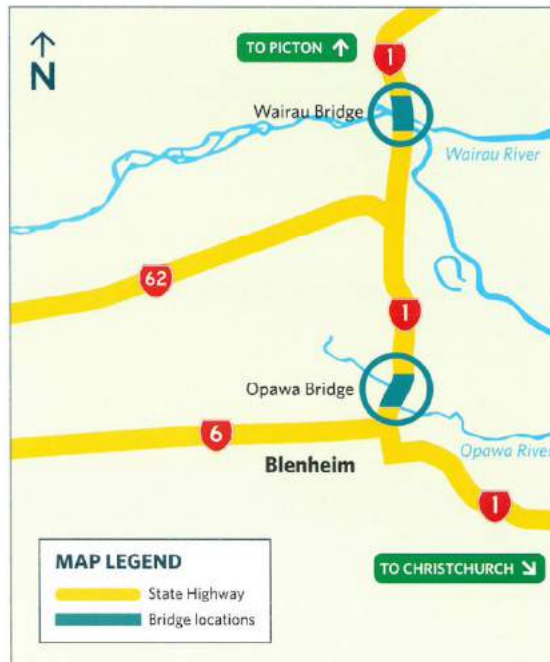 N
TO PICTON ↑
1
Wairau Bridge
Wairau River
62
1
Opawa Bridge
6
Blenheim
Opawa River
1
TO CHRISTCHURCH ↘
MAP LEGEND
State Highway
Bridge locations